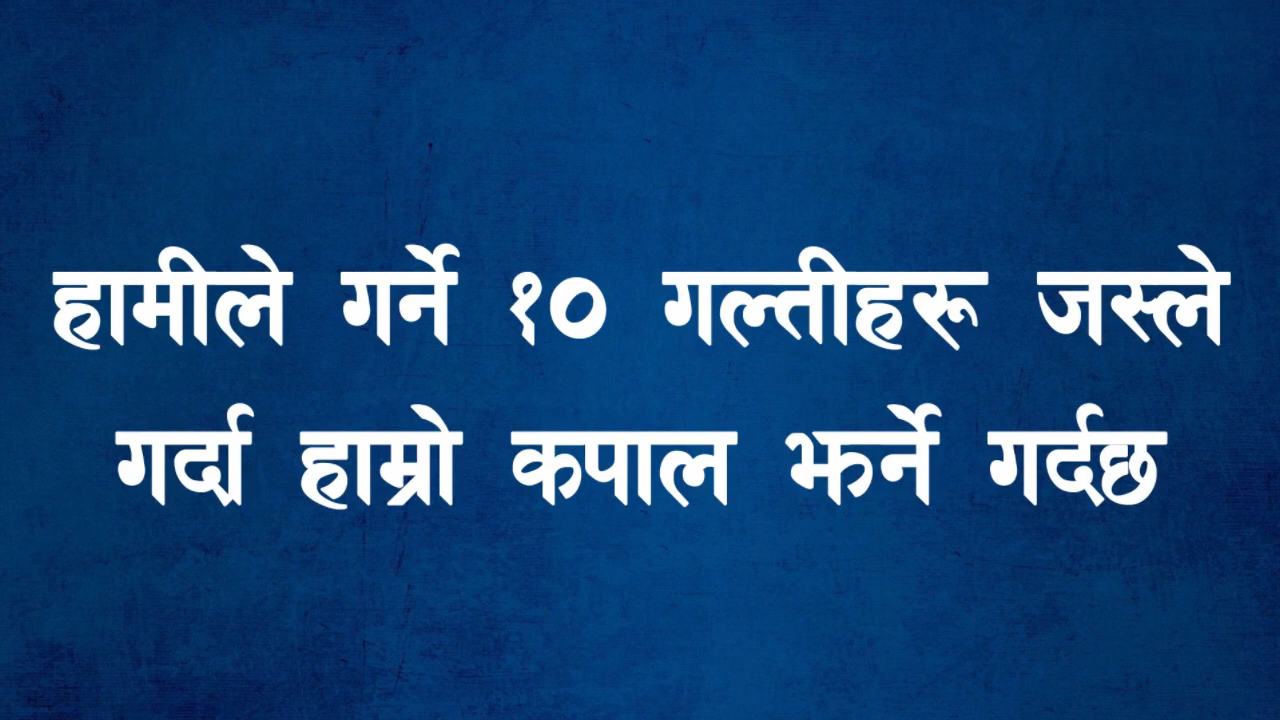 हामीले गर्ने १० गल्तीहरू जस्ले
गर्दा हाम्रो कपाल झर्ने गर्दछ